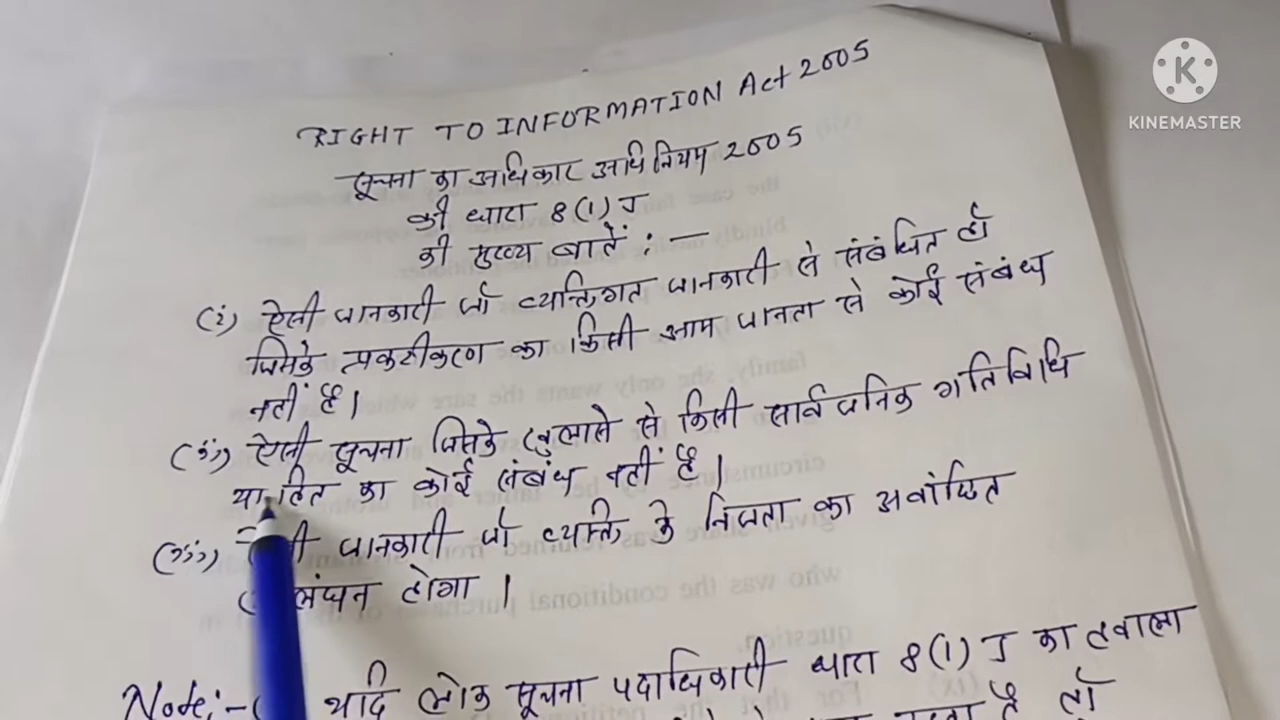 RIGHT TO INFORMATION Act 2005
सूचना का अधिकार अधिनियम 2005
की धारा 8 (1) J
की मुख्य बातें : —
(i) ऐसी जानकारी जो व्यक्तिगत जानकारी से संबंधित हो
जिसके प्रकटीकरण का किसी आम जानता से कोई संबंध
नहीं है।
(ii) ऐसी सूचना जिसके खुलासे से किसी सार्वजनिक गतिविधि
या हित का कोई संबंध नहीं है।
(iii) जानकारी जो व्यक्ति के निजता का अवांछित
लंघन होगा।
Note:- यदि लोक सूचना पदाधिकारी धारा 8 (1) J का हवाला
है तो
KINEMASTER